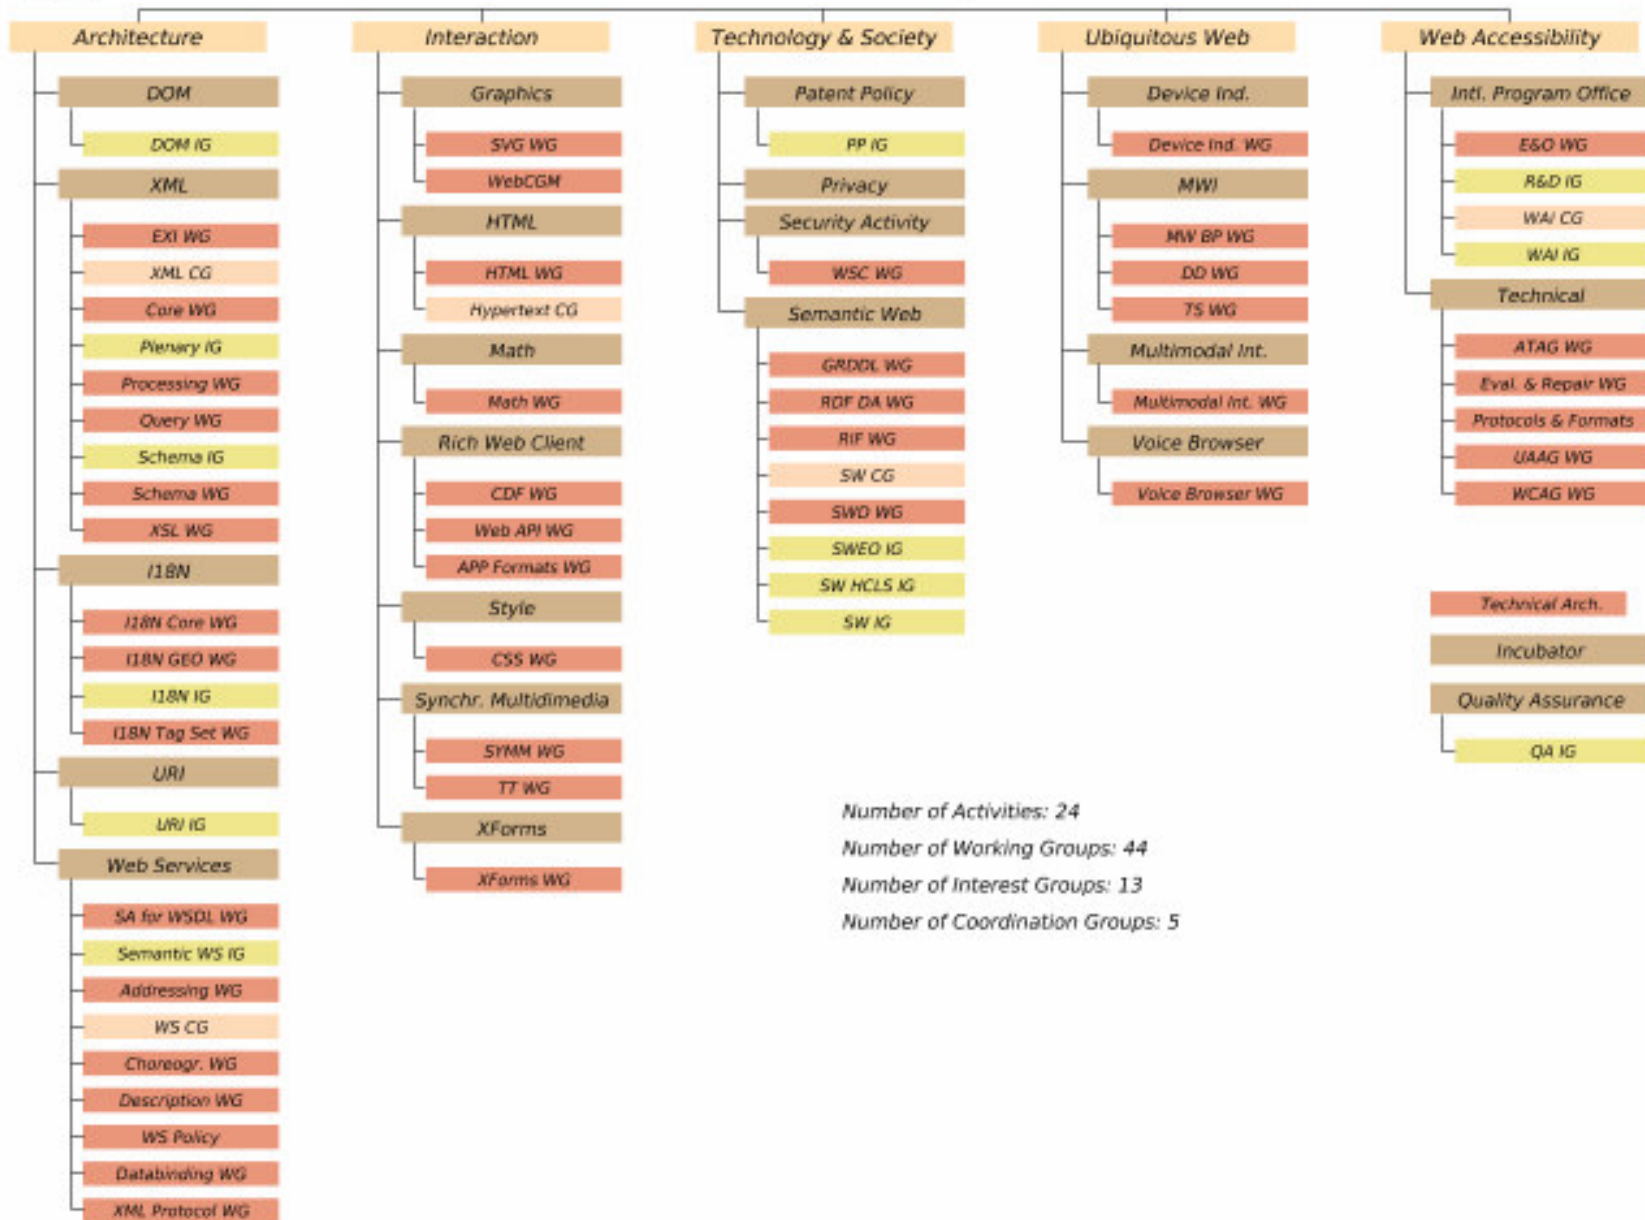 Architecture
DOM
DOM IG
XML
EXI WG
XML CG
Core WG
Plenary IG
Processing WG
Query WG
Schema IG
Schema WG
XSL WG
I18N
I18N Core WG
I18N GEO WG
I18N IG
I18N Tag Set WG
URI
URI IG
Web Services
SA for WSDL WG
Semantic WS IG
Addressing WG
WS CG
Choreogr. WG
Description WG
WS Policy
Databinding WG
XML Protocol WG
Interaction
Graphics
SVG WG
WebCGM
HTML
HTML WG
Hypertext CG
Math
Math WG
Rich Web Client
CDF WG
Web API WG
APP Formats WG
Style
CSS WG
Synchr. Multidimedia
SYMM WG
TT WG
XForms
XForms WG
Technology & Society
Patent Policy
PP IG
Privacy
Security Activity
WSC WG
Semantic Web
GRDDL WG
RDF DA WG
RIF WG
SW CG
SWD WG
SWEO IG
SW HCLS IG
SW IG
Ubiquitous Web
Device Ind.
Device Ind. WG
MWI
MW BP WG
DD WG
TS WG
Multimodal Int.
Multimodal Int. WG
Voice Browser
Voice Browser WG
Web Accessibility
Intl. Program Office
E&O WG
R&D IG
WAI CG
WAI IG
Technical
ATAG WG
Eval. & Repair WG
Protocols & Formats
UAAG WG
WCAG WG
Technical Arch.
Incubator
Quality Assurance
QA IG
Number of Activities: 24
Number of Working Groups: 44
Number of Interest Groups: 13
Number of Coordination Groups: 5